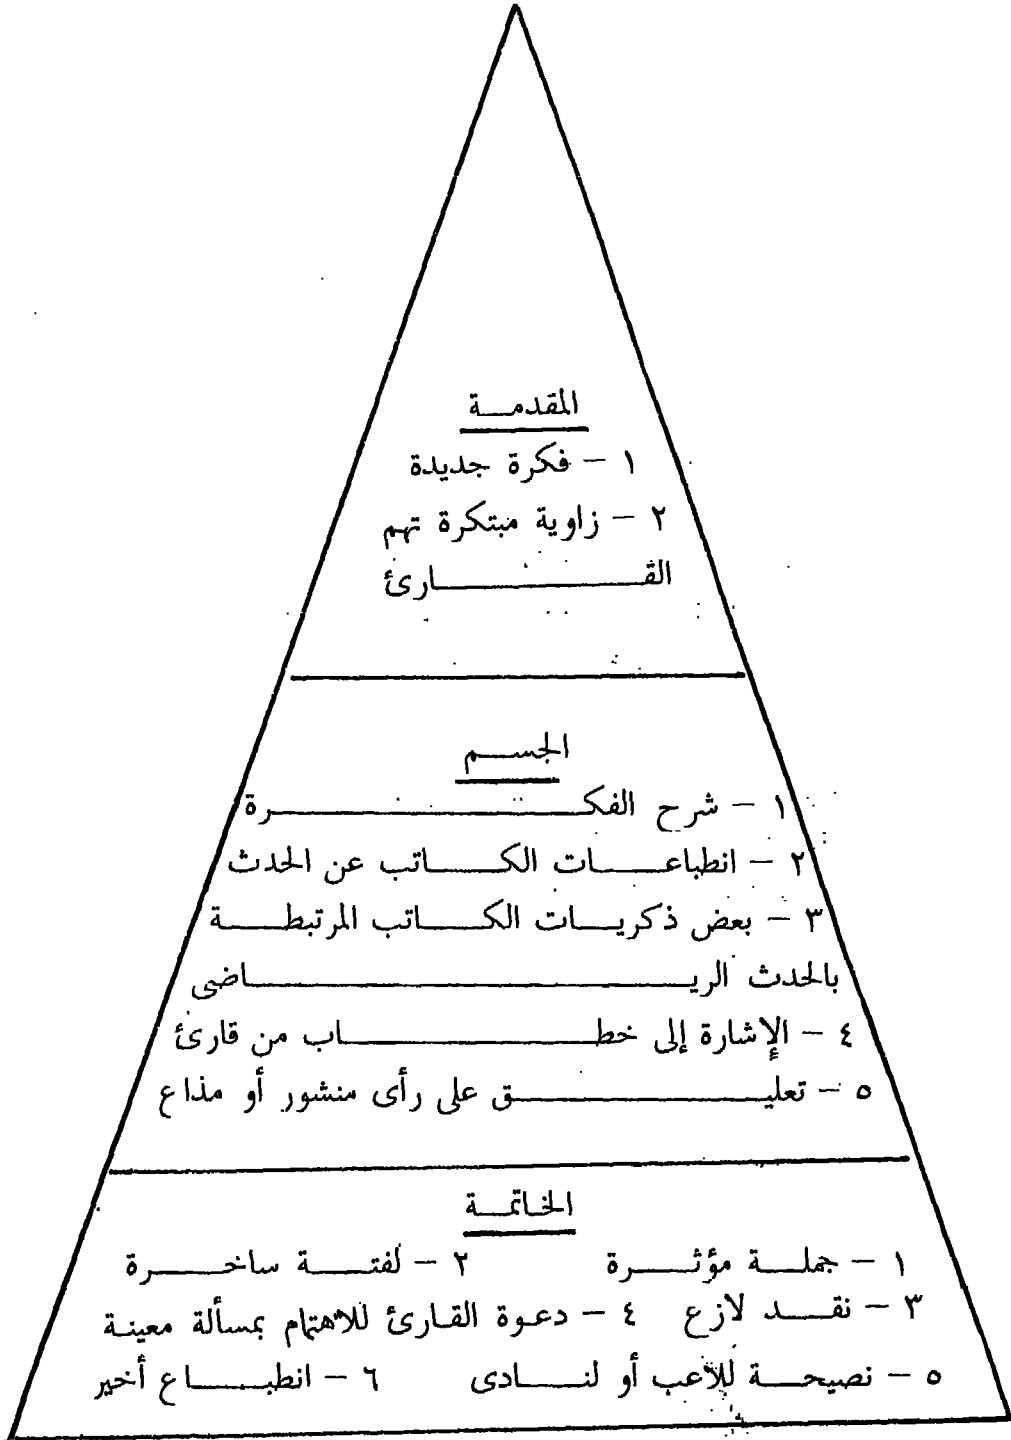 المقدمة
١ – فكرة جديدة
٢ – زاوية مبتكرة تهم
القارئ
الجسم
١ – شرح الفكرة
٢ – انطباعات الكاتب عن الحدث
٣ – بعض ذكريات الكاتب المرتبطة
بالحدث الرياضى
٤ – الإشارة إلى خطاب من قارئ
٥ – تعليق على رأى منشور أو مذاع
الخاتمة
١ – جملة مؤثرة ٢ – لفتة ساخرة
٣ – نقد لازع ٤ – دعوة القارئ للاهتمام بمسألة معينة
٥ – نصيحة للاعب أو لنادى ٦ – انطباع أخير